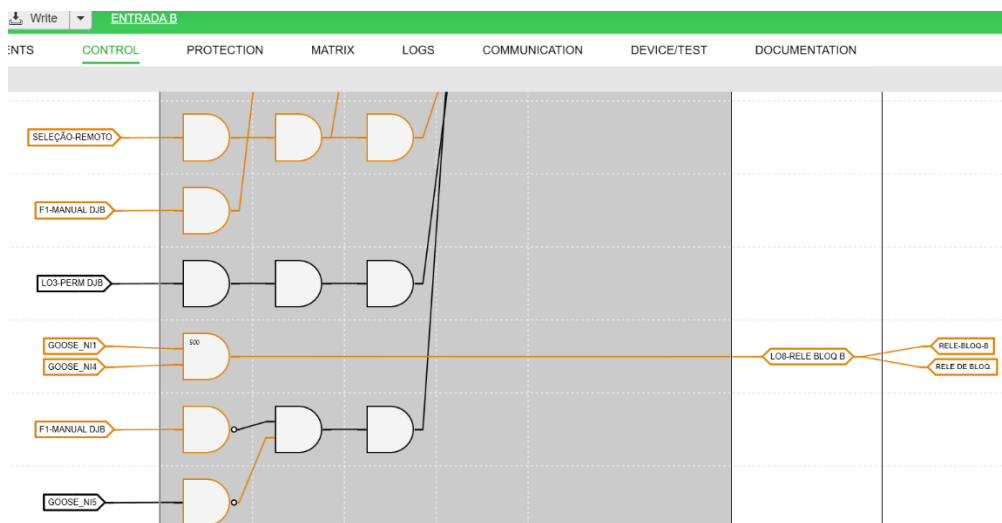 Write
ENTRADA B
ENTS
CONTROL
PROTECTION
MATRIX
LOGS
COMMUNICATION
DEVICE/TEST
DOCUMENTATION
SELEÇÃO-REMOTO
F1-MANUAL DJB
LO3-PERM DJB
GOOSE_NI1
500
GOOSE_NI4
LO8-RELE BLOQ B
RELE-BLOQ-B
RELE DE BLOQ.
F1-MANUAL DJB
GOOSE_NI5